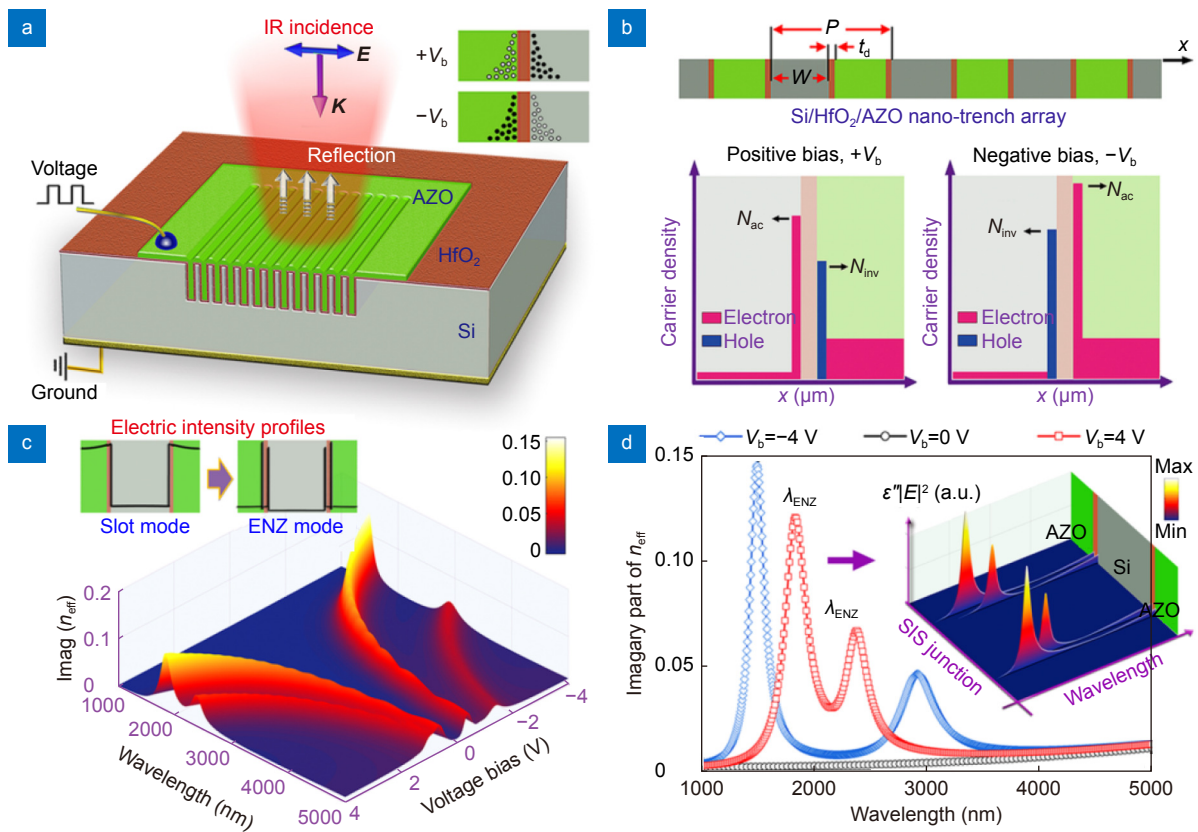 a
IR incidence
E
K
+Vb
−Vb
Reflection
Voltage
AZO
HfO2
Si
Ground
b
P
td
W
x
Si/HfO2/AZO nano-trench array
Positive bias, +Vb
Negative bias, −Vb
Carrier density
Nac
Ninv
Electron
Hole
x (μm)
Carrier density
Nac
Ninv
Electron
Hole
x (μm)
c
Electric intensity profiles
Slot mode
ENZ mode
0.15
0.10
0.05
0
Imag (neff)
0.2
0.1
0
1000
2000
3000
4000
5000
Wavelength (nm)
4
2
0
−2
−4
Voltage bias (V)
d
Vb=−4 V
Vb=0 V
Vb=4 V
Imagary part of neff
0.15
0.10
0.05
0
1000
2000
3000
4000
5000
Wavelength (nm)
λENZ
λENZ
ε″|E|² (a.u.)
Max
Min
AZO
Si
AZO
SIS junction
Wavelength